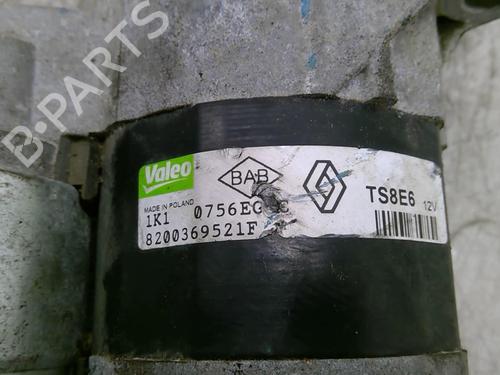 B-PARTS
Valeo
BAB
MADE IN POLAND
TS8E6 12V
1K1 0756EG
8200369521F